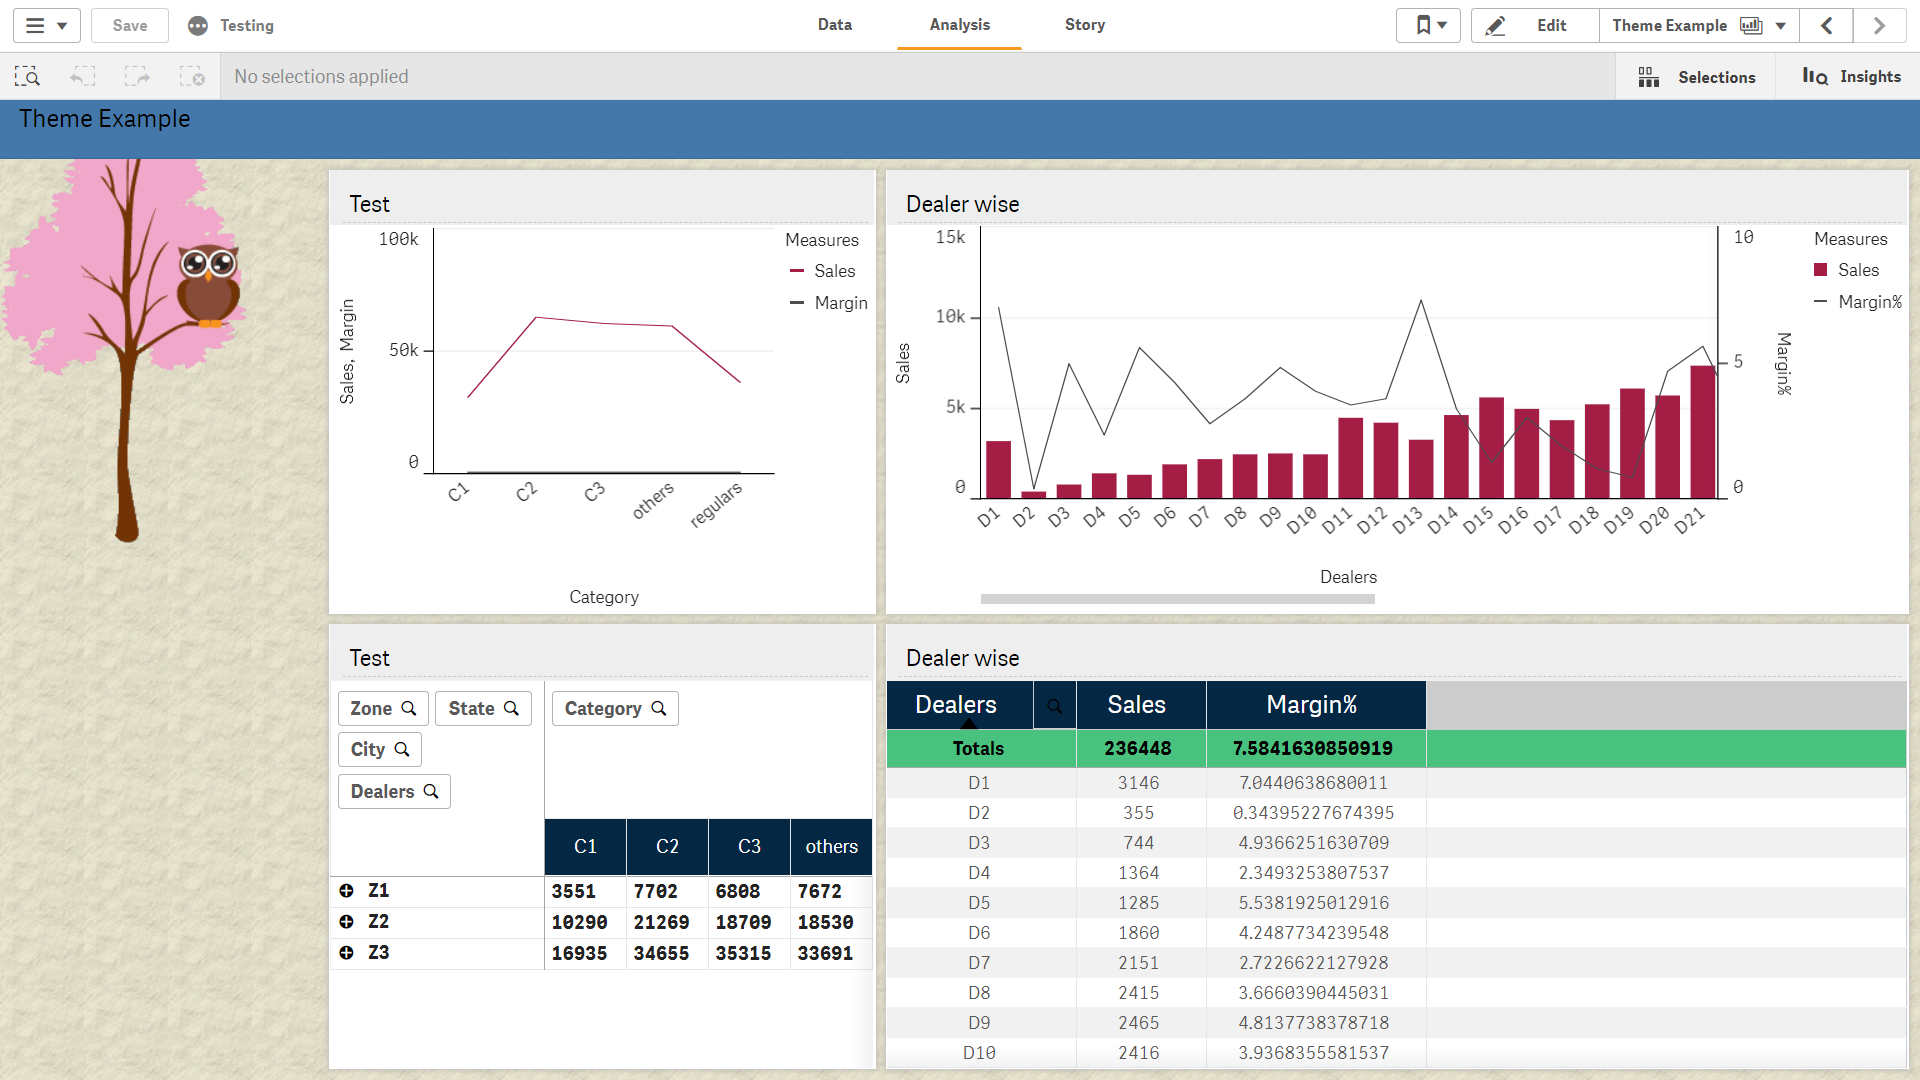 Save
Testing
Data
Analysis
Story
Edit
Theme Example
No selections applied
Selections
Insights
Theme Example
Test
100k
50k
0
Sales, Margin
C1
C2
C3
others
regulars
Category
Measures
Sales
Margin
Dealer wise
15k
10k
5k
0
Sales
D1
D2
D3
D4
D5
D6
D7
D8
D9
D10
D11
D12
D13
D14
D15
D16
D17
D18
D19
D20
D21
Dealers
10
5
0
Margin%
Measures
Sales
Margin%
Test
Zone
State
City
Dealers
Category
C1 C2 C3 others
Z1 3551 7702 6808 7672
Z2 10290 21269 18709 18530
Z3 16935 34655 35315 33691
Dealer wise
Dealers Sales Margin%
Totals 236448 7.5841630850919
D1 3146 7.0440638680011
D2 355 0.34395227674395
D3 744 4.9366251630709
D4 1364 2.3493253807537
D5 1285 5.5381925012916
D6 1860 4.2487734239548
D7 2151 2.7226622127928
D8 2415 3.6660390445031
D9 2465 4.8137738378718
D10 2416 3.9368355581537